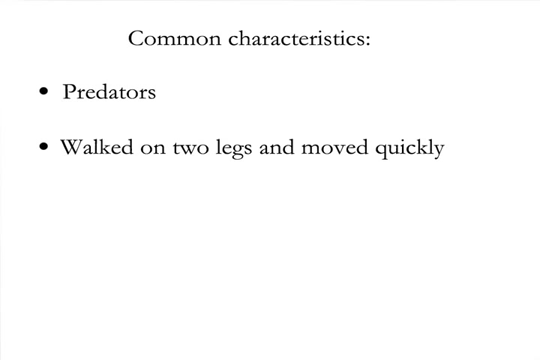 Common characteristics:
• Predators
• Walked on two legs and moved quickly